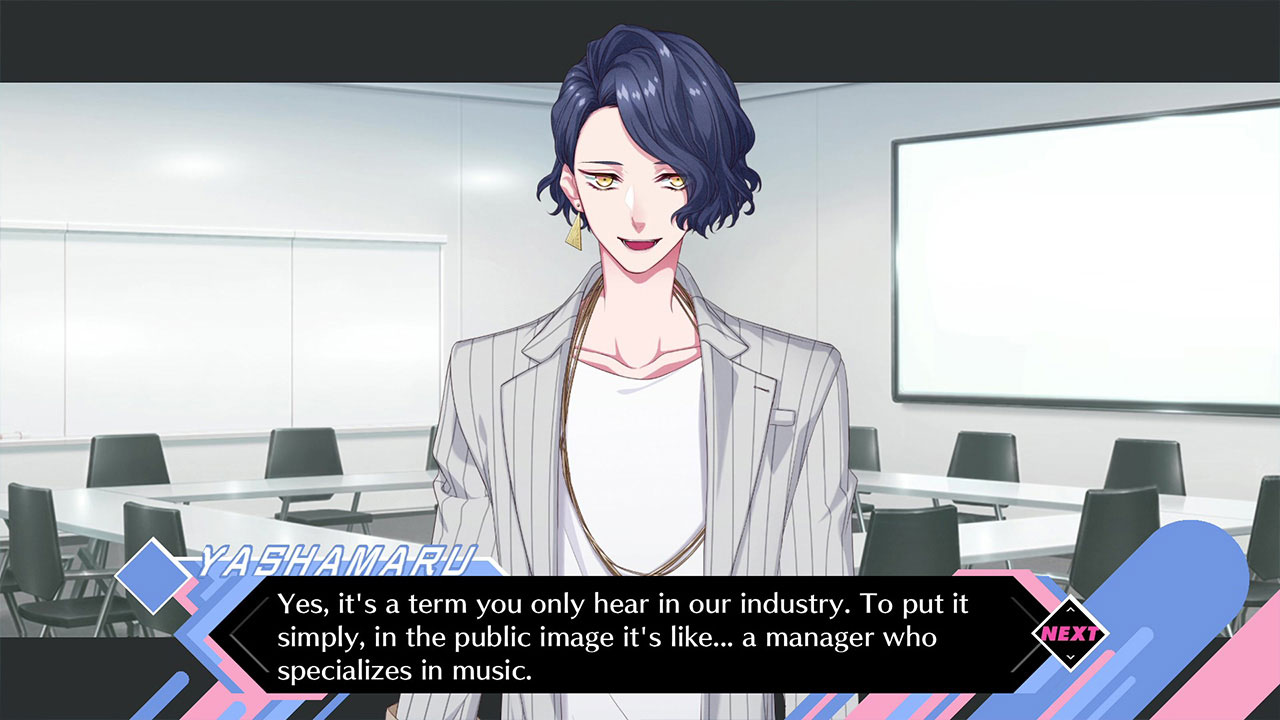 YASHAMARU
Yes, it's a term you only hear in our industry. To put it
simply, in the public image it's like... a manager who
specializes in music.
NEXT